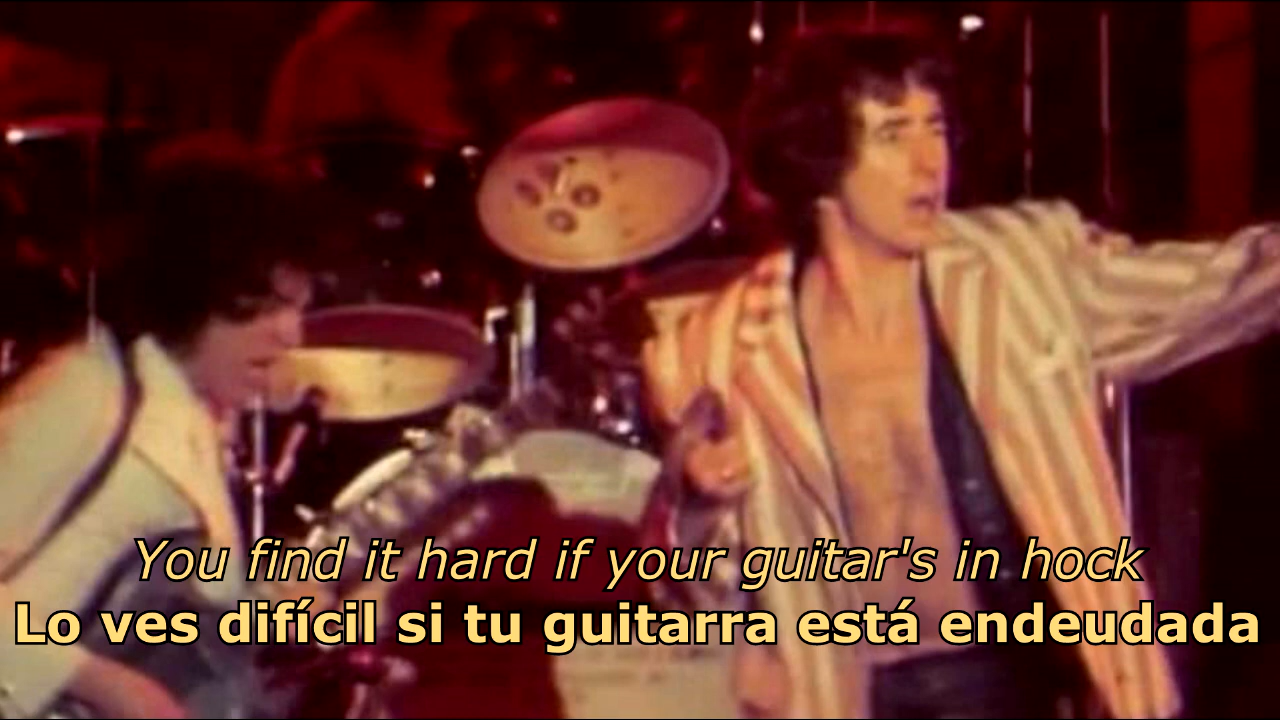 You find it hard if your guitar's in hock
Lo ves difícil si tu guitarra está endeudada